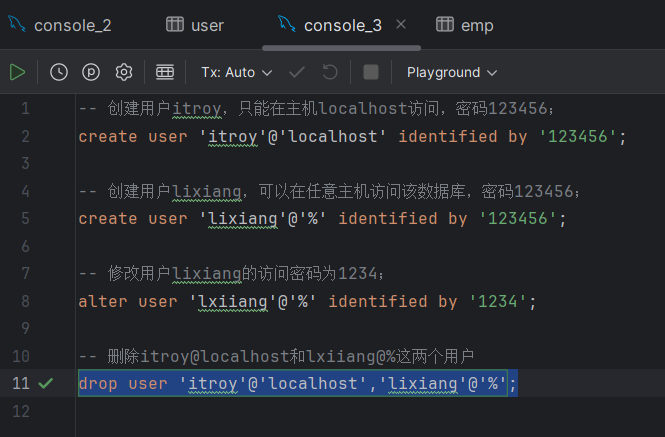 console_2 user console_3 × emp
Tx: Auto Playground
1 -- 创建用户itroy，只能在主机localhost访问，密码123456；
2 create user 'itroy'@'localhost' identified by '123456';
3
4 -- 创建用户lixiang，可以在任意主机访问该数据库，密码123456；
5 create user 'lixiang'@'%' identified by '123456';
6
7 -- 修改用户lixiang的访问密码为1234；
8 alter user 'lxiiang'@'%' identified by '1234';
9
10 -- 删除itroy@localhost和lxiiang@%这两个用户
11 drop user 'itroy'@'localhost','lixiang'@'%';
12